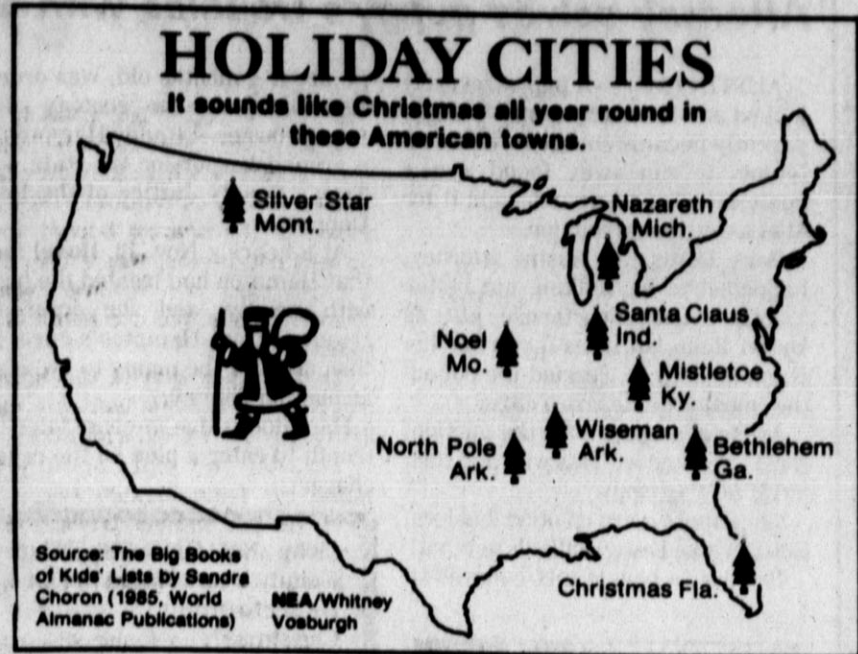 HOLIDAY CITIES
It sounds like Christmas all year round in
these American towns.
Silver Star
Mont.
Nazareth
Mich.
Santa Claus
Ind.
Noel
Mo.
Mistletoe
Ky.
Wiseman
Ark.
North Pole
Ark.
Bethlehem
Ga.
Christmas Fla.
Source: The Big Books
of Kids' Lists by Sandra
Choron (1985, World
Almanac Publications)
NEA/Whitney
Vosburgh